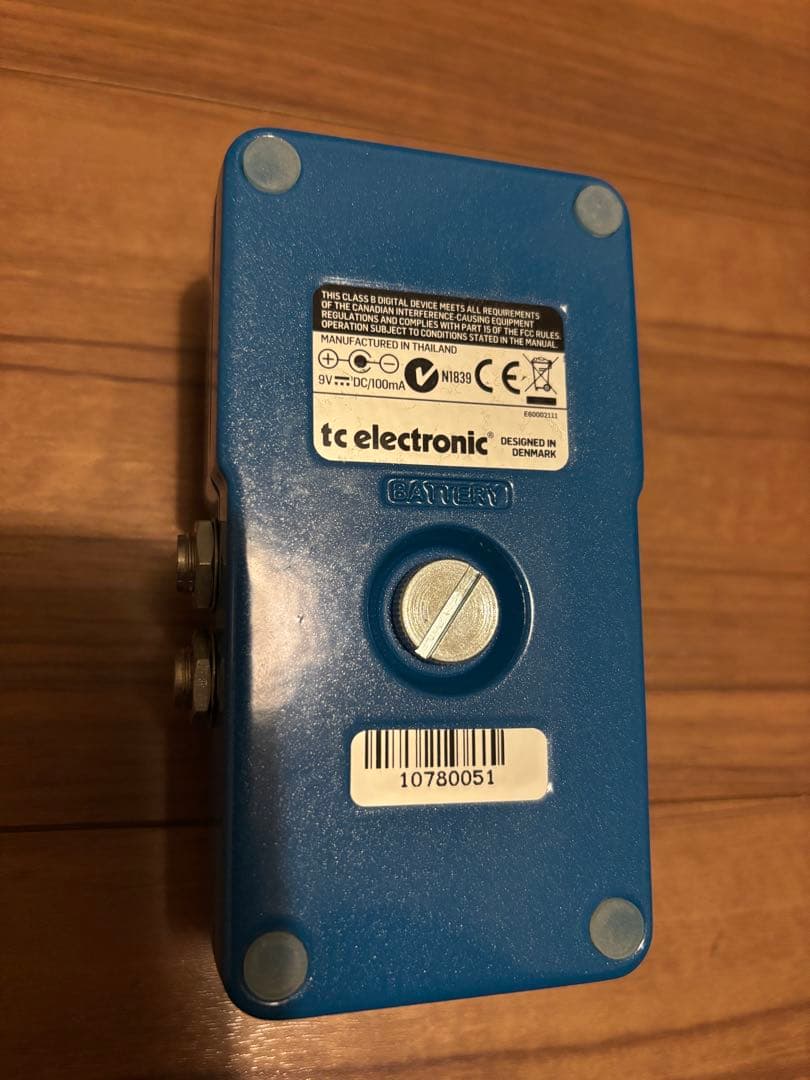 THIS CLASS B DIGITAL DEVICE MEETS ALL REQUIREMENTS
OF THE CANADIAN INTERFERENCE-CAUSING EQUIPMENT
REGULATIONS AND COMPLIES WITH PART 15 OF THE FCC RULES.
OPERATION SUBJECT TO CONDITIONS STATED IN THE MANUAL.
MANUFACTURED IN THAILAND
9V DC/100mA
N1839
CE
E60002111
tc electronic®
DESIGNED IN
DENMARK
BATTERY
10780051